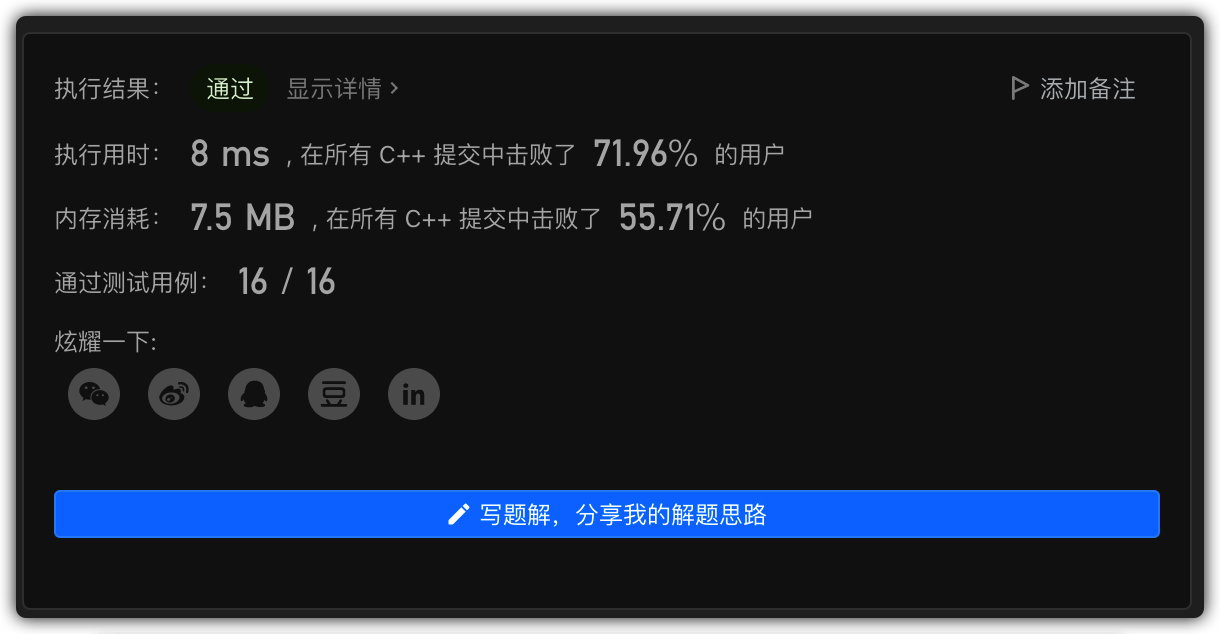 执行结果： 通过 显示详情 > 添加备注
执行用时： 8 ms ，在所有 C++ 提交中击败了 71.96% 的用户
内存消耗： 7.5 MB ，在所有 C++ 提交中击败了 55.71% 的用户
通过测试用例： 16 / 16
炫耀一下:
豆 in
写题解，分享我的解题思路